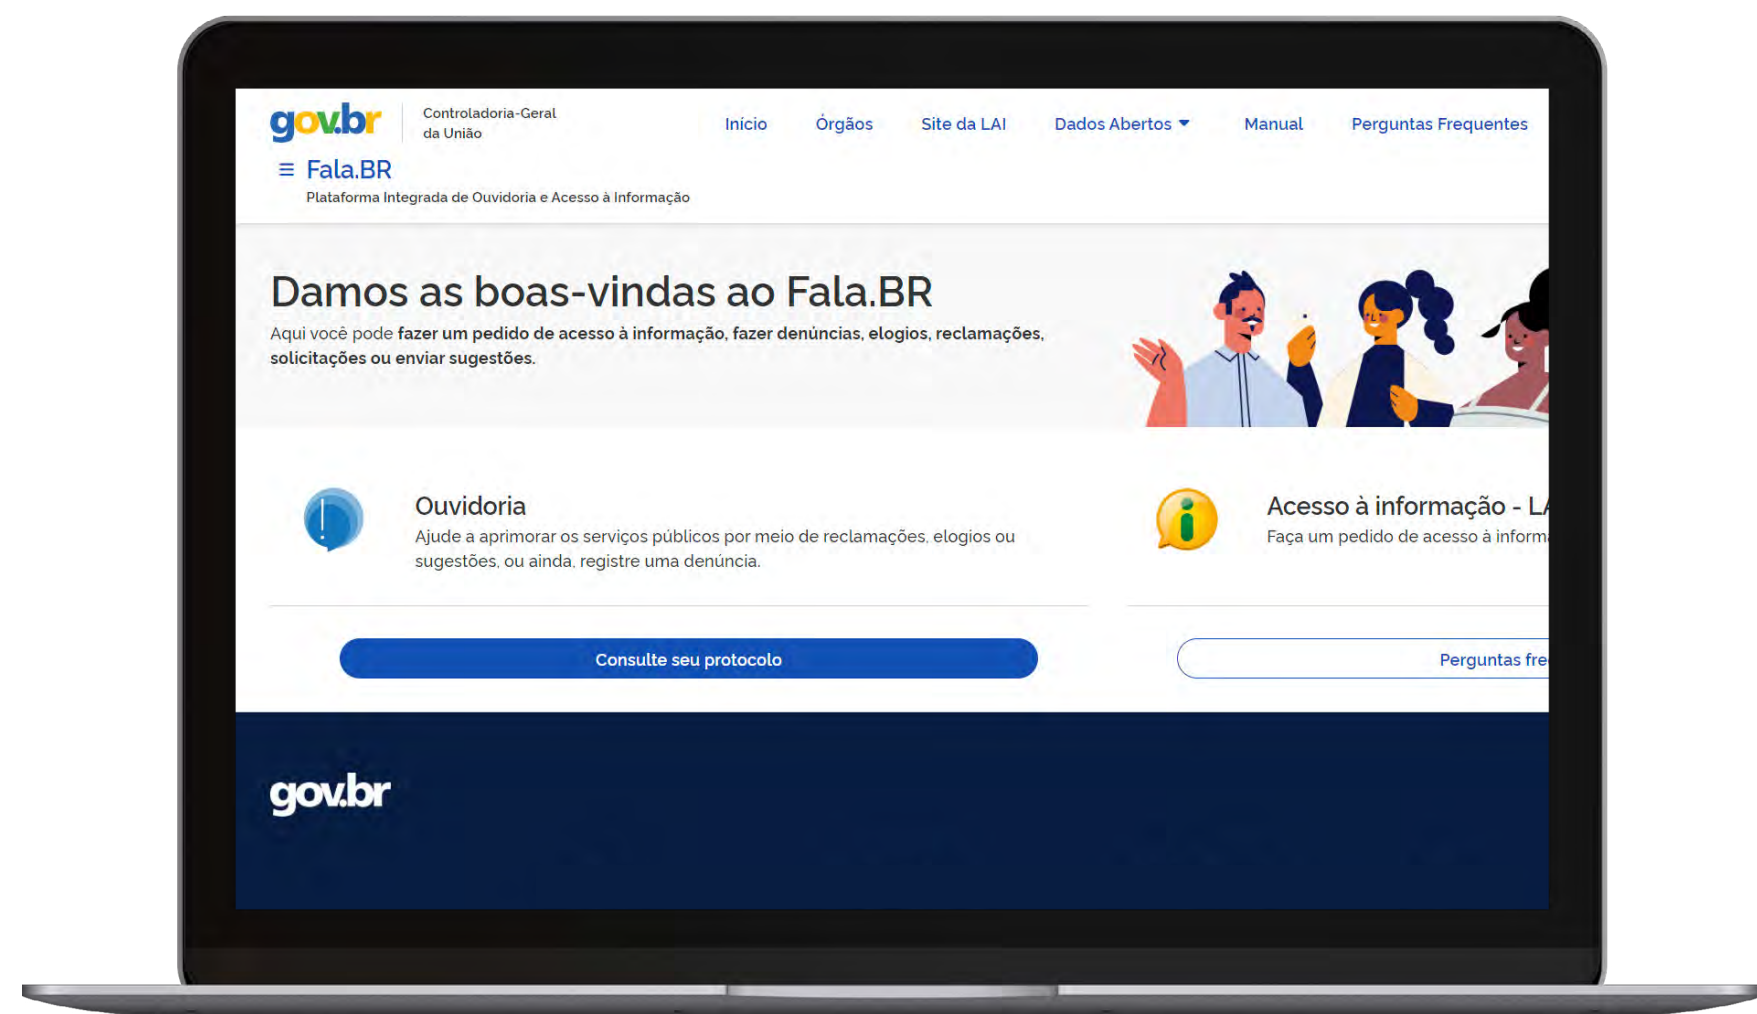 gov.br
Controladoria-Geral
da União
Início
Órgãos
Site da LAI
Dados Abertos
Manual
Perguntas Frequentes
Fala.BR
Plataforma Integrada de Ouvidoria e Acesso à Informação
Damos as boas-vindas ao Fala.BR
Aqui você pode fazer um pedido de acesso à informação, fazer denúncias, elogios, reclamações,
solicitações ou enviar sugestões.
Ouvidoria
Ajude a aprimorar os serviços públicos por meio de reclamações, elogios ou
sugestões, ou ainda, registre uma denúncia.
Acesso à informação -
Faça um pedido de acesso à
Consulte seu protocolo
Perguntas
gov.br